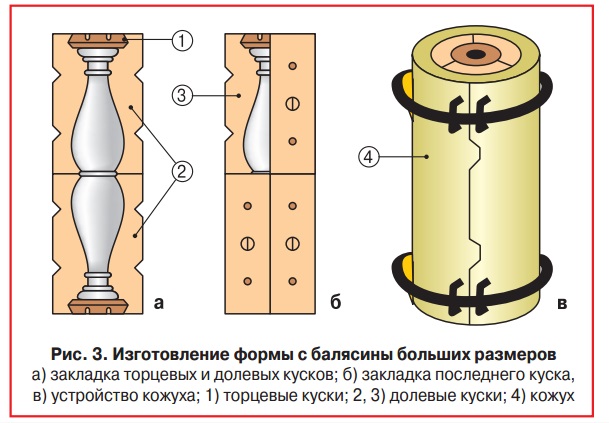 1
3
2
4
а
б
в
Рис. 3. Изготовление формы с балясины больших размеров
а) закладка торцевых и долевых кусков; б) закладка последнего куска,
в) устройство кожуха; 1) торцевые куски; 2, 3) долевые куски; 4) кожух